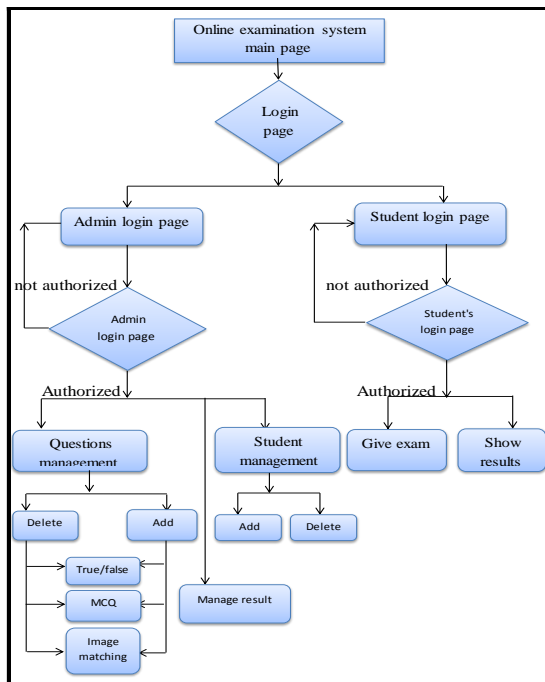 Online examination system
main page
Login
page
Admin login page
Student login page
not authorized
not authorized
Admin
login page
Student's
login page
Authorized
Authorized
Questions
management
Student
management
Give exam
Show
results
Delete
Add
Add
Delete
True/false
MCQ
Manage result
Image
matching